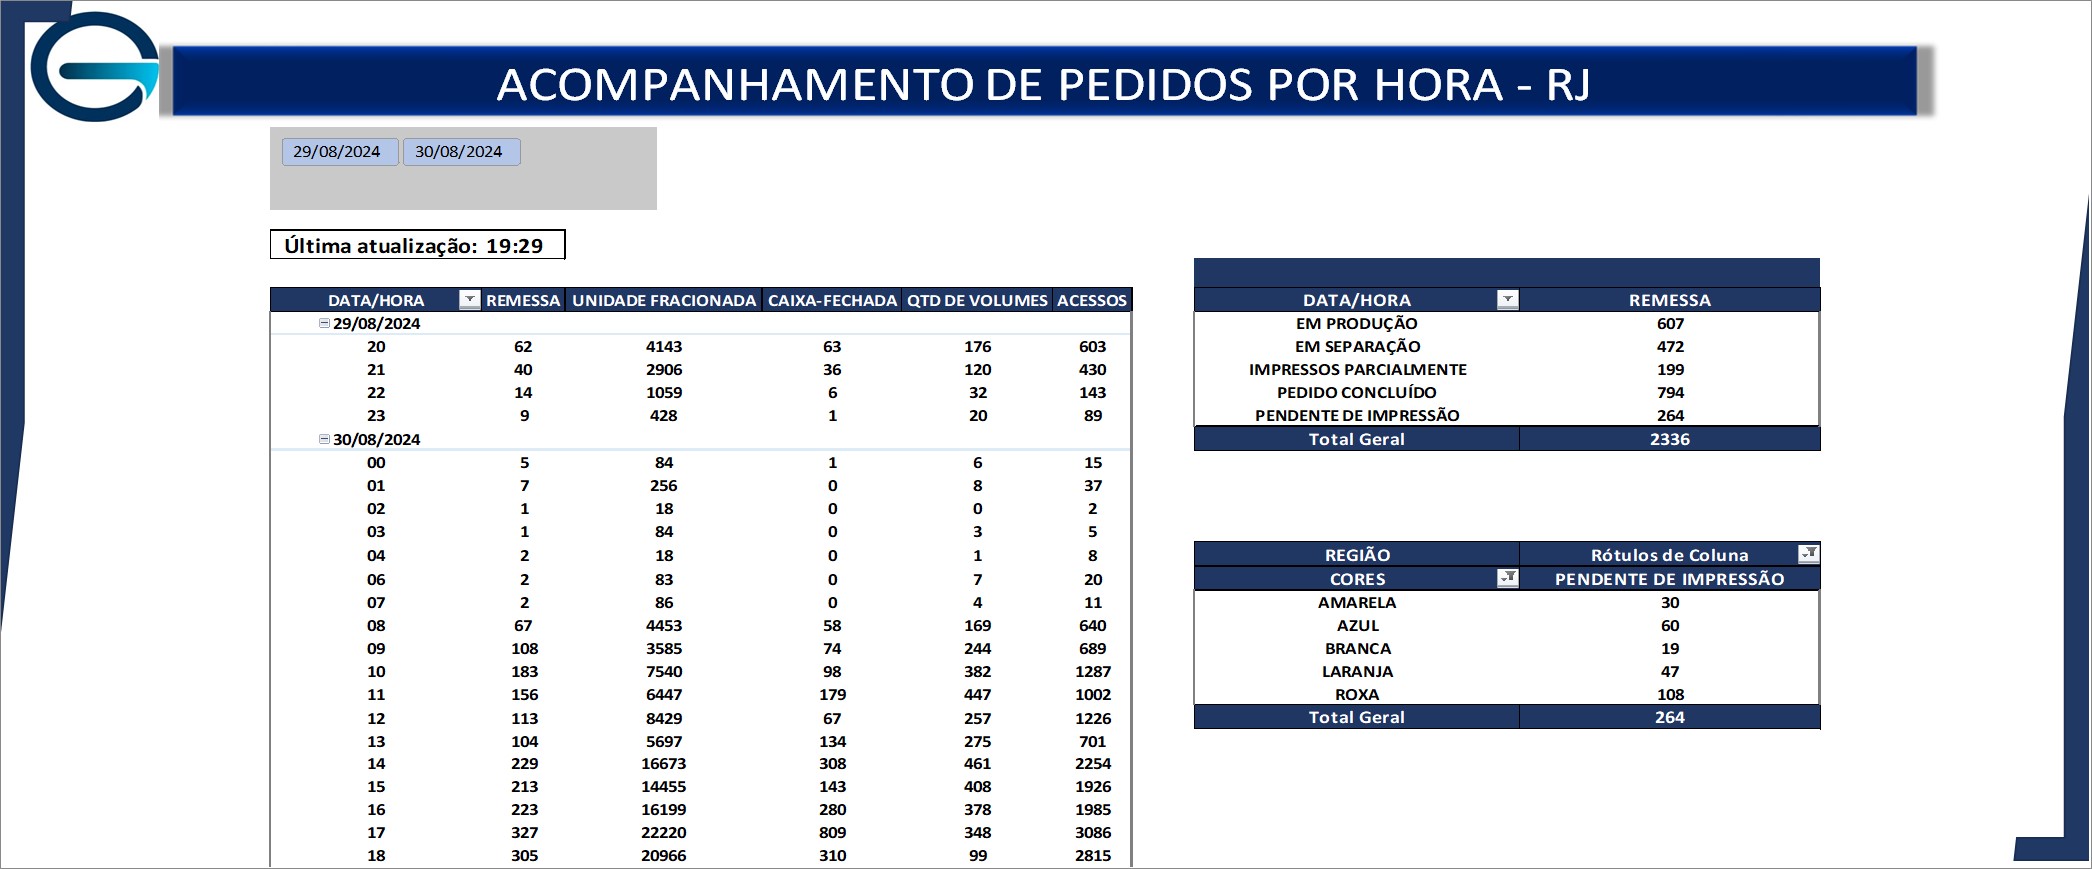 ACOMPANHAMENTO DE PEDIDOS POR HORA - RJ
29/08/2024 30/08/2024
Última atualização: 19:29
DATA/HORA REMESSA UNIDADE FRACIONADA CAIXA-FECHADA QTD DE VOLUMES ACESSOS
29/08/2024
20 62 4143 63 176 603
21 40 2906 36 120 430
22 14 1059 6 32 143
23 9 428 1 20 89
30/08/2024
00 5 84 1 6 15
01 7 256 0 8 37
02 1 18 0 0 2
03 1 84 0 3 5
04 2 18 0 1 8
06 2 83 0 7 20
07 2 86 0 4 11
08 67 4453 58 169 640
09 108 3585 74 244 689
10 183 7540 98 382 1287
11 156 6447 179 447 1002
12 113 8429 67 257 1226
13 104 5697 134 275 701
14 229 16673 308 461 2254
15 213 14455 143 408 1926
16 223 16199 280 378 1985
17 327 22220 809 348 3086
18 305 20966 310 99 2815
DATA/HORA REMESSA
EM PRODUÇÃO 607
EM SEPARAÇÃO 472
IMPRESSOS PARCIALMENTE 199
PEDIDO CONCLUÍDO 794
PENDENTE DE IMPRESSÃO 264
Total Geral 2336
REGIÃO Rótulos de Coluna
CORES PENDENTE DE IMPRESSÃO
AMARELA 30
AZUL 60
BRANCA 19
LARANJA 47
ROXA 108
Total Geral 264